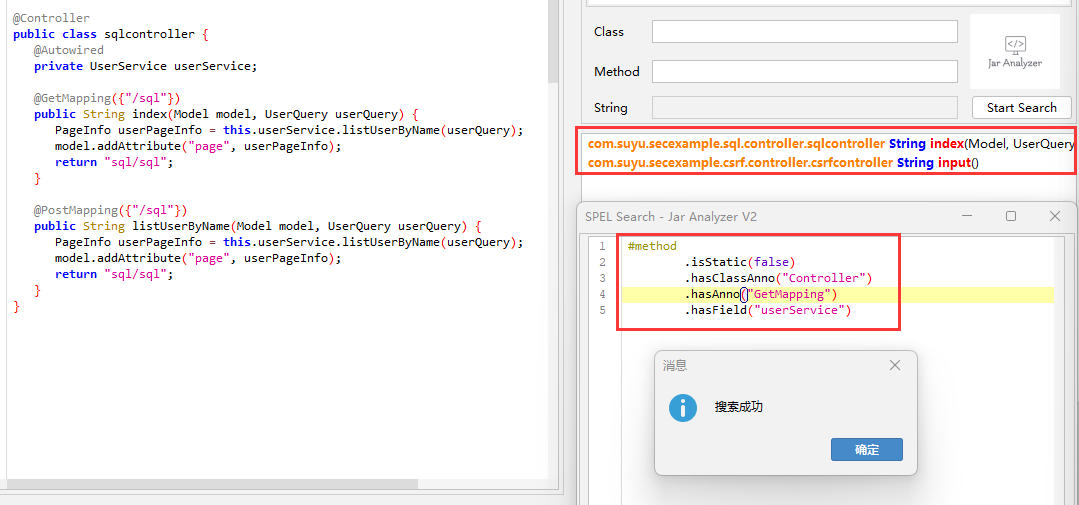 @Controller
public class sqlcontroller {
@Autowired
private UserService userService;
@GetMapping({"/sql"})
public String index(Model model, UserQuery userQuery) {
PageInfo userPageInfo = this.userService.listUserByName(userQuery);
model.addAttribute("page", userPageInfo);
return "sql/sql";
}
@PostMapping({"/sql"})
public String listUserByName(Model model, UserQuery userQuery) {
PageInfo userPageInfo = this.userService.listUserByName(userQuery);
model.addAttribute("page", userPageInfo);
return "sql/sql";
}
}
Class
Method
String
</> 
Jar Analyzer
Start Search
com.suyu.secexample.sql.controller.sqlcontroller String index(Model, UserQuery
com.suyu.secexample.csrf.controller.csrfcontroller String input()
SPEL Search - Jar Analyzer V2
1 #method
2 .isStatic(false)
3 .hasClassAnno("Controller")
4 .hasAnno("GetMapping")
5 .hasField("userService")
消息
搜索成功
确定